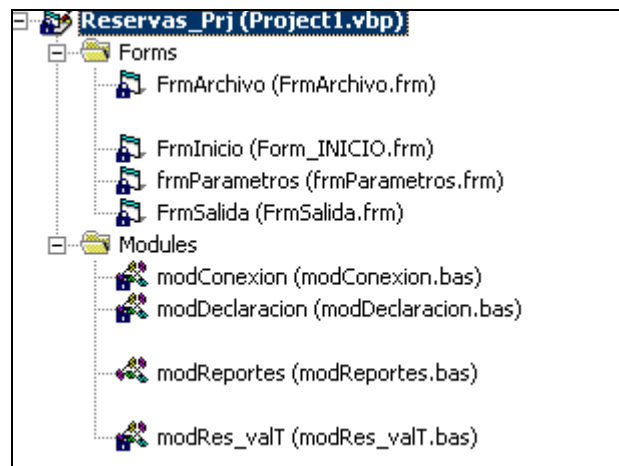 Reservas_Prj (Project1.vbp)
Forms
FrmArchivo (FrmArchivo.frm)
FrmInicio (Form_INICIO.frm)
frmParametros (frmParametros.frm)
FrmSalida (FrmSalida.frm)
Modules
modConexion (modConexion.bas)
modDeclaracion (modDeclaracion.bas)
modReportes (modReportes.bas)
modRes_valT (modRes_valT.bas)